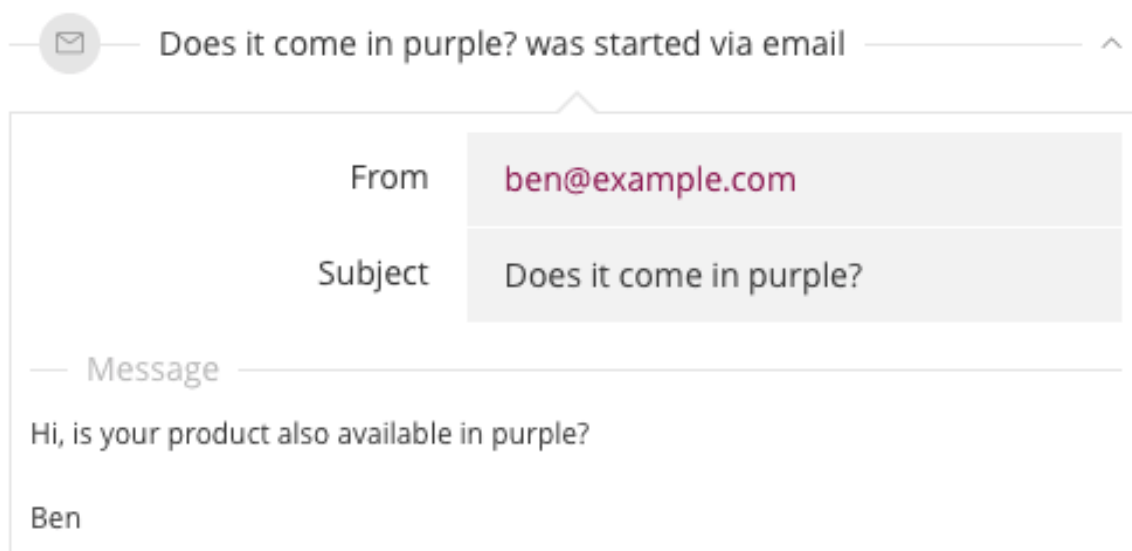 Does it come in purple? was started via email
From ben@example.com
Subject Does it come in purple?
Message
Hi, is your product also available in purple?
Ben